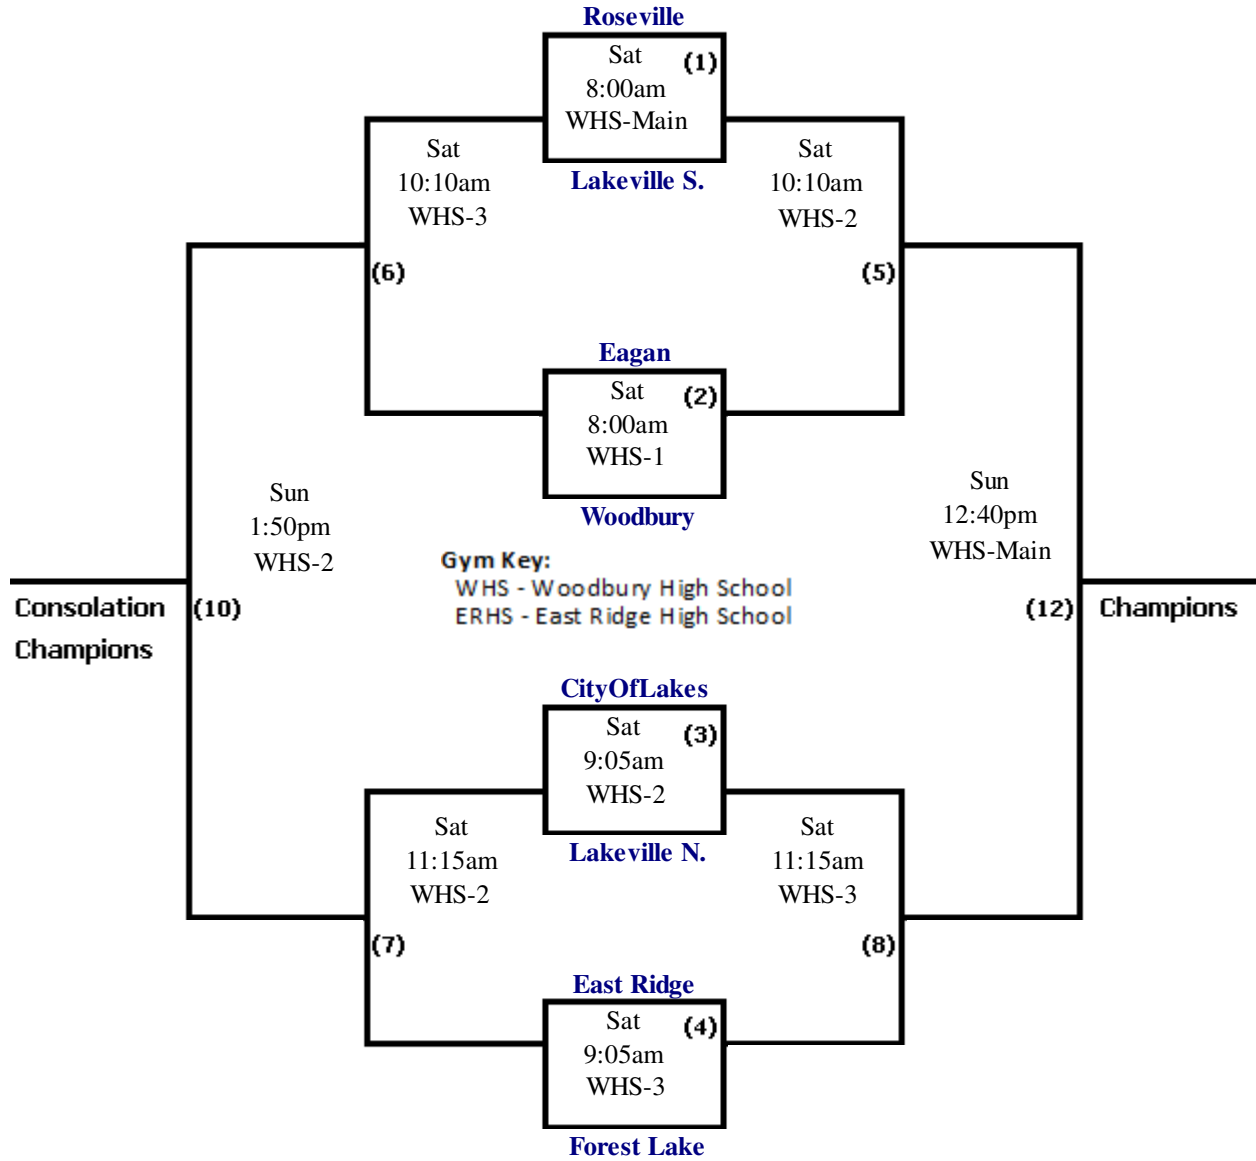 Roseville
Sat (1)
8:00am
WHS-Main
Lakeville S.
Sat
10:10am
WHS-3
(6)
Sat
10:10am
WHS-2
(5)
Eagan
Sat (2)
8:00am
WHS-1
Woodbury
Sun
1:50pm
WHS-2
Sun
12:40pm
WHS-Main
Gym Key:
WHS - Woodbury High School
ERHS - East Ridge High School
Consolation
Champions
(10)
(12)
Champions
CityOfLakes
Sat (3)
9:05am
WHS-2
Lakeville N.
Sat
11:15am
WHS-2
(7)
Sat
11:15am
WHS-3
(8)
East Ridge
Sat (4)
9:05am
WHS-3
Forest Lake